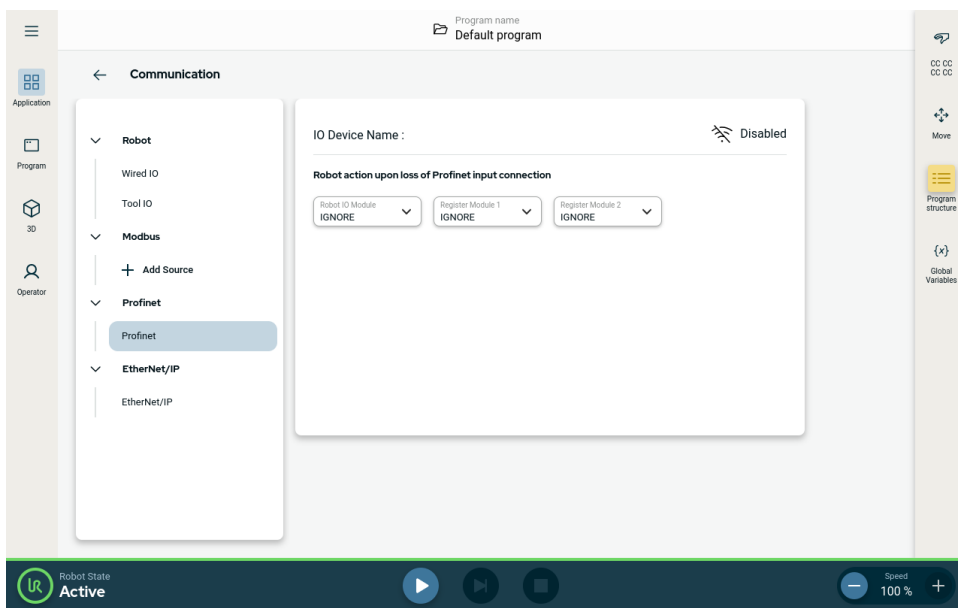 Program name
Default program
Application
Program
3D
Operator
Communication
Robot
Wired IO
Tool IO
Modbus
Add Source
Profinet
Profinet
EtherNet/IP
EtherNet/IP
IO Device Name :
Disabled
Robot action upon loss of Profinet input connection
Robot IO Module
IGNORE
Register Module 1
IGNORE
Register Module 2
IGNORE
CC CC
CC CC
Move
Program
structure
{x}
Global
Variables
Robot State
Active
Speed
100 %